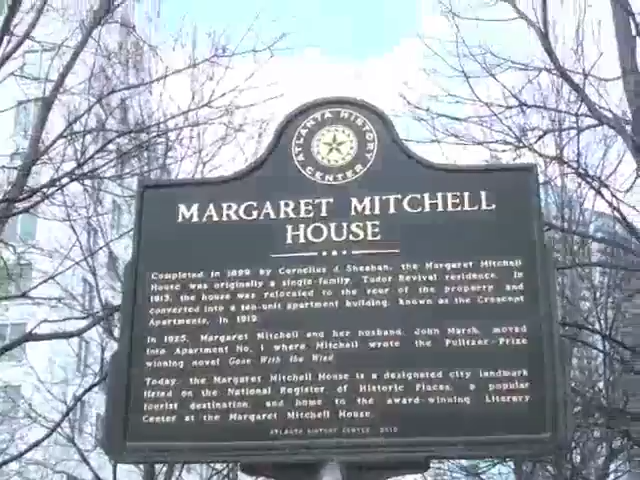 ATLANTA HISTORY CENTER
MARGARET MITCHELL
HOUSE
Completed in 1899 by Cornelius J. Sheehan, the Margaret Mitchell
House was originally a single-family, Tudor Revival residence. In
1913, the house was relocated to the rear of the property and
converted into a ten-unit apartment building, known as the Crescent
Apartments, in 1919.
In 1925, Margaret Mitchell and her husband, John Marsh, moved
into Apartment No. 1 where Mitchell wrote the Pulitzer-Prize
winning novel Gone With the Wind.
Today, the Margaret Mitchell House is a designated city landmark
listed on the National Register of Historic Places, a popular
tourist destination, and home to the award-winning Literary
Center at the Margaret Mitchell House.
ATLANTA HISTORY CENTER